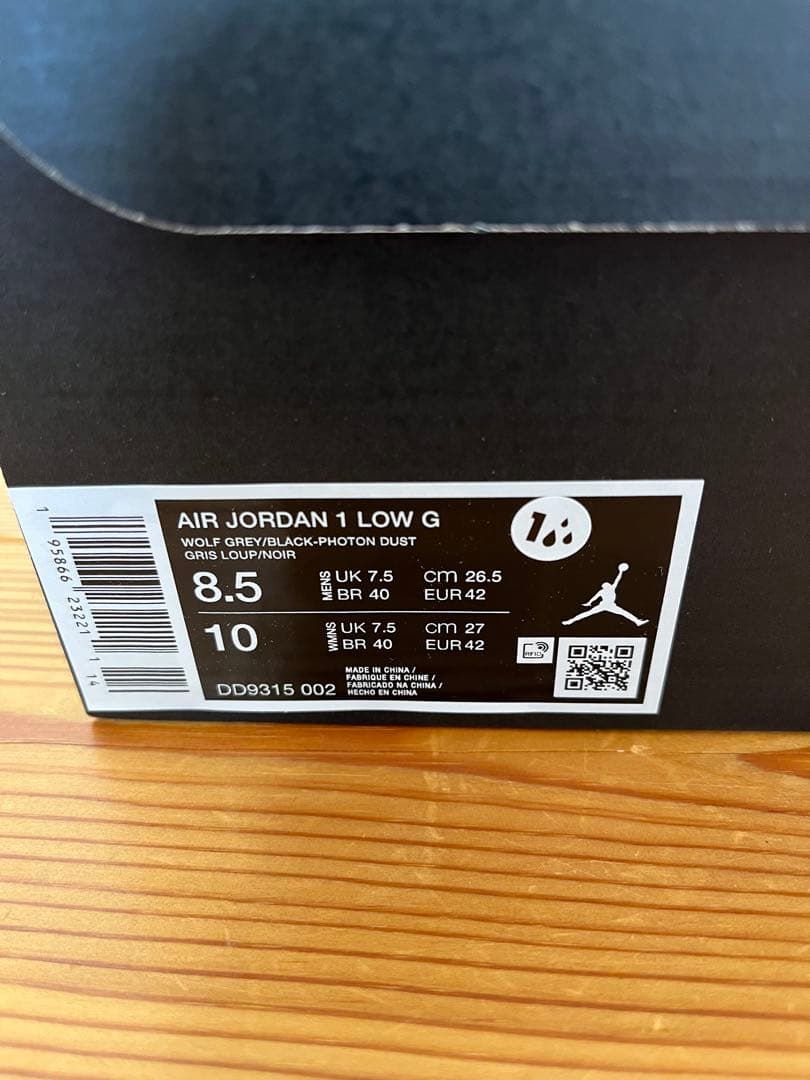 AIR JORDAN 1 LOW G
WOLF GREY/BLACK-PHOTON DUST
GRIS LOUP/NOIR
8.5 MENS UK 7.5 cm 26.5
BR 40 EUR 42
10 WMNS UK 7.5 cm 27
BR 40 EUR 42
DD9315 002
MADE IN CHINA /
FABRIQUE EN CHINE /
FABRICADO NA CHINA /
HECHO EN CHINA
1 95866 23221 1 14
1
RFID